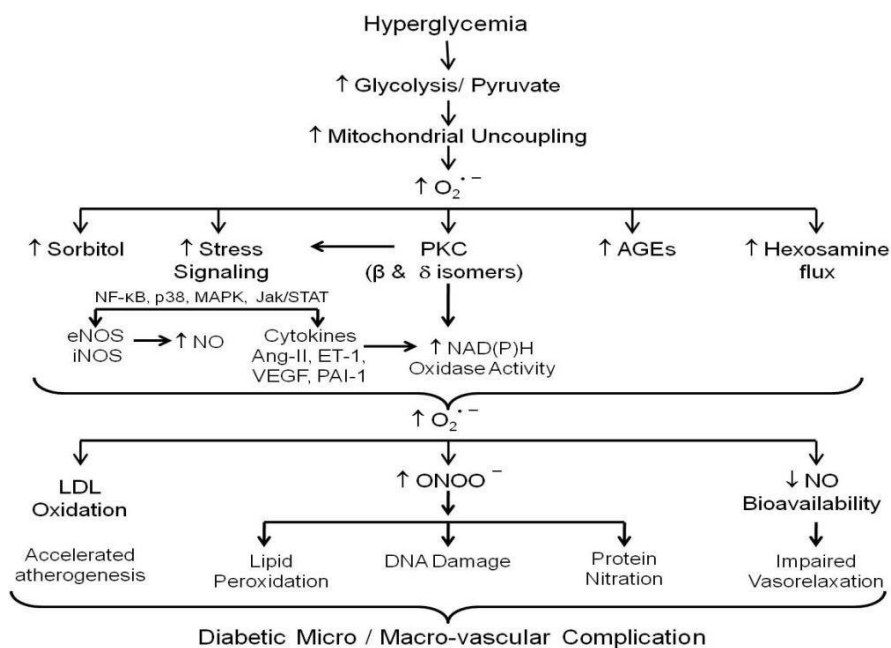 Hyperglycemia
↑ Glycolysis/ Pyruvate
↑ Mitochondrial Uncoupling
↑ O₂˙⁻
↑ Sorbitol
↑ Stress
Signaling
PKC
(β & δ isomers)
↑ AGEs
↑ Hexosamine
flux
NF-κB, p38, MAPK, Jak/STAT
eNOS
iNOS
↑ NO
Cytokines
Ang-II, ET-1,
VEGF, PAI-1
↑ NAD(P)H
Oxidase Activity
↑ O₂˙⁻
LDL
Oxidation
↑ ONOO⁻
↓ NO
Bioavailability
Accelerated
atherogenesis
Lipid
Peroxidation
DNA Damage
Protein
Nitration
Impaired
Vasorelaxation
Diabetic Micro / Macro-vascular Complication